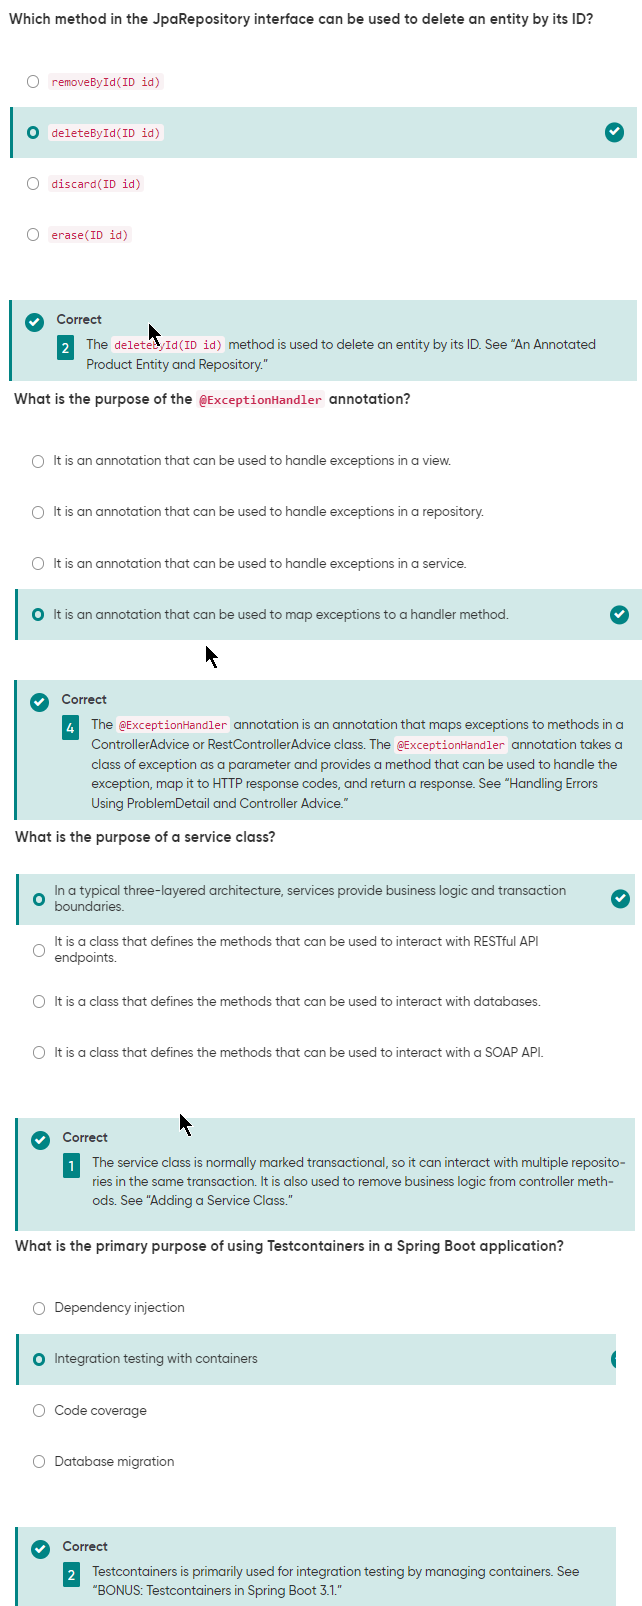 Which method in the JpaRepository interface can be used to delete an entity by its ID?
removeById(ID id)
deleteById(ID id)
discard(ID id)
erase(ID id)
Correct
2
The deleteById(ID id) method is used to delete an entity by its ID. See “An Annotated
Product Entity and Repository.”
What is the purpose of the @ExceptionHandler annotation?
It is an annotation that can be used to handle exceptions in a view.
It is an annotation that can be used to handle exceptions in a repository.
It is an annotation that can be used to handle exceptions in a service.
It is an annotation that can be used to map exceptions to a handler method.
Correct
4
The @ExceptionHandler annotation is an annotation that maps exceptions to methods in a
ControllerAdvice or RestControllerAdvice class. The @ExceptionHandler annotation takes a
class of exception as a parameter and provides a method that can be used to handle the
exception, map it to HTTP response codes, and return a response. See “Handling Errors
Using ProblemDetail and Controller Advice.”
What is the purpose of a service class?
In a typical three-layered architecture, services provide business logic and transaction
boundaries.
It is a class that defines the methods that can be used to interact with RESTful API
endpoints.
It is a class that defines the methods that can be used to interact with databases.
It is a class that defines the methods that can be used to interact with a SOAP API.
Correct
1
The service class is normally marked transactional, so it can interact with multiple reposito-
ries in the same transaction. It is also used to remove business logic from controller meth-
ods. See “Adding a Service Class.”
What is the primary purpose of using Testcontainers in a Spring Boot application?
Dependency injection
Integration testing with containers
Code coverage
Database migration
Correct
2
Testcontainers is primarily used for integration testing by managing containers. See
“BONUS: Testcontainers in Spring Boot 3.1.”